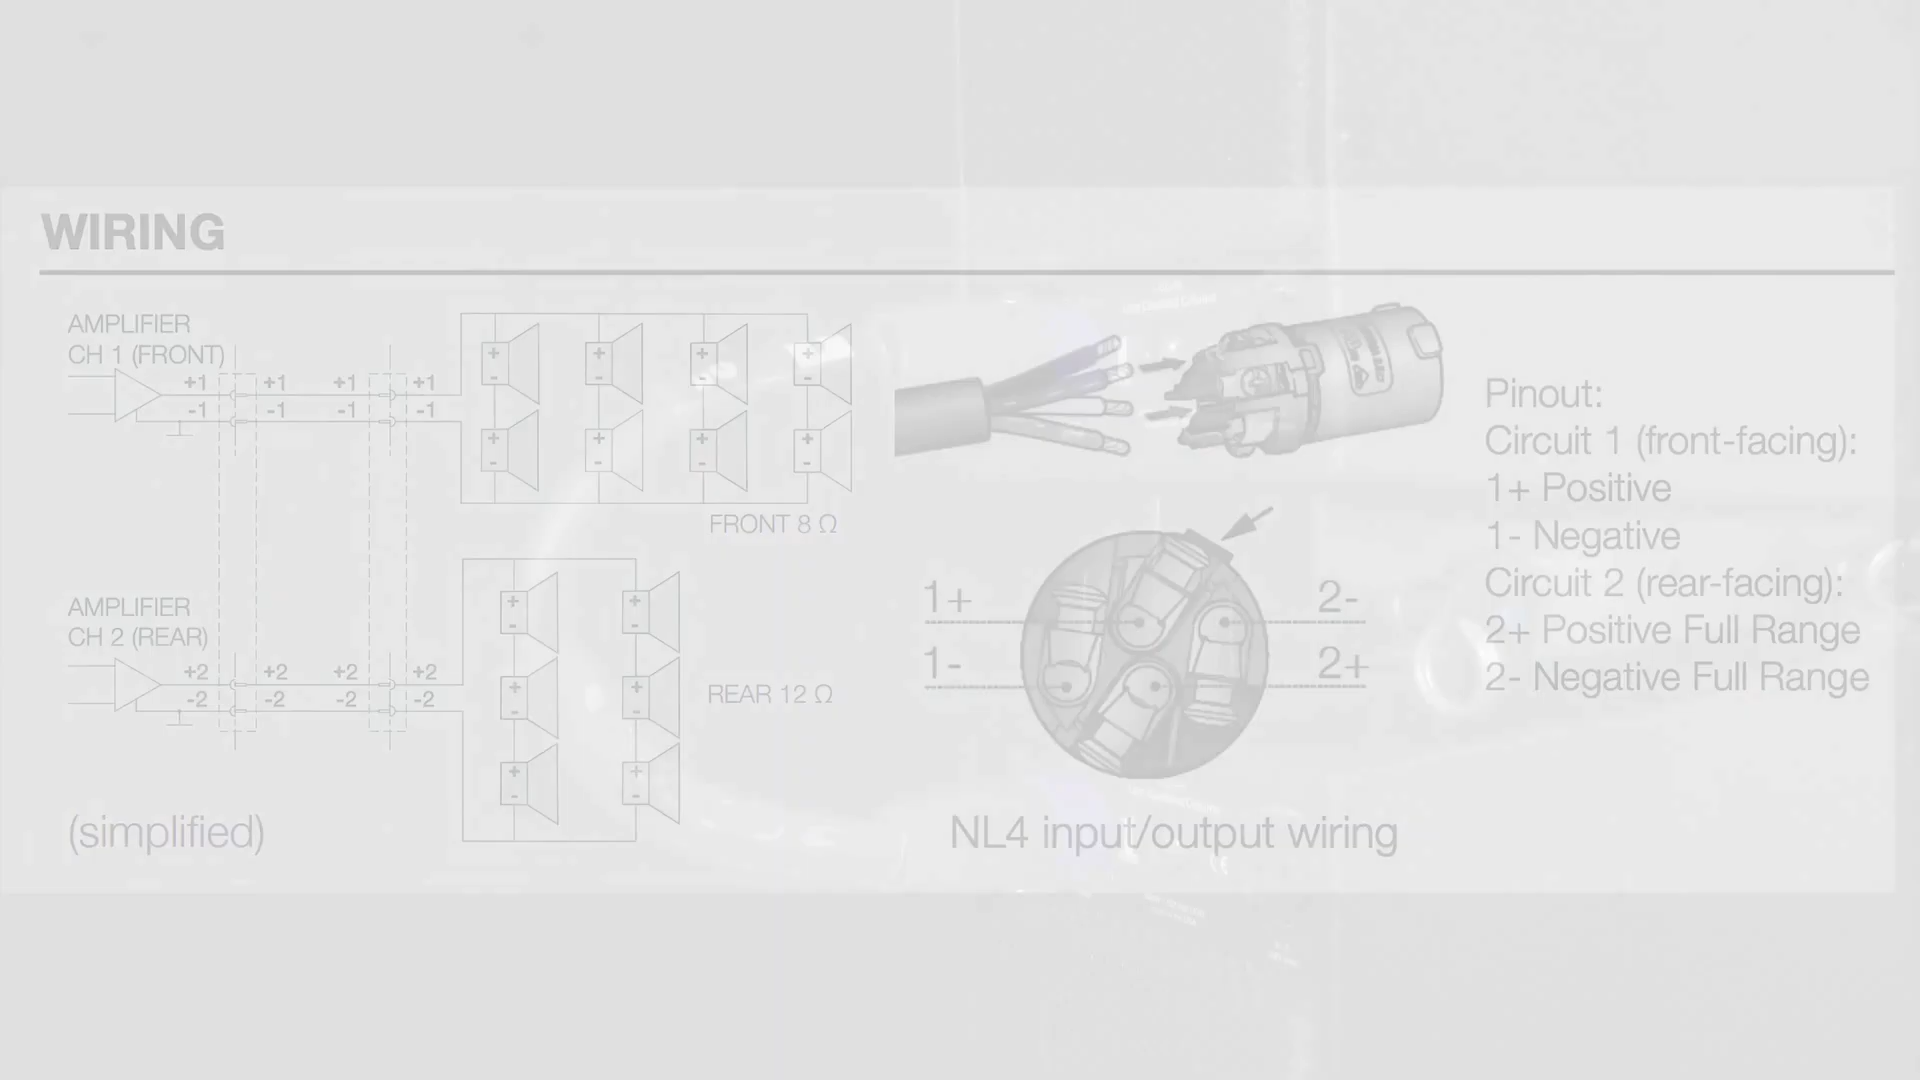 WIRING
AMPLIFIER
CH 1 (FRONT)
+1 +1 +1 +1
-1 -1 -1 -1
+ + + +
- - - -
+ + + +
- - - -
FRONT 8 Ω
AMPLIFIER
CH 2 (REAR)
+2 +2 +2 +2
-2 -2 -2 -2
+ +
- -
+ +
- -
+ +
- -
REAR 12 Ω
(simplified)
1+ 2-
1- 2+
NL4 input/output wiring
Pinout:
Circuit 1 (front-facing):
1+ Positive
1- Negative
Circuit 2 (rear-facing):
2+ Positive Full Range
2- Negative Full Range